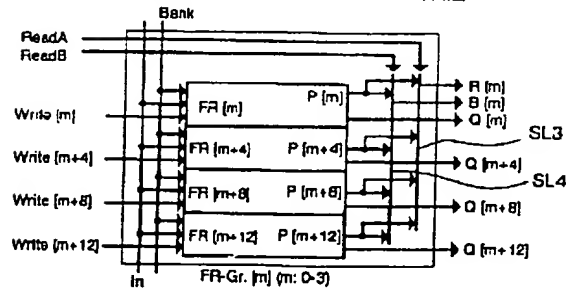 Bank
ReadA
ReadB
P [m]
R [m]
B [m]
FR [m]
Write [m]
Q [m]
SL3
FR [m+4]
P [m+4]
Write [m+4]
Q [m+4]
SL4
FR [m+8]
P [m+8]
Write [m+8]
Q [m+8]
FR [m+12]
P [m+12]
Write [m+12]
Q [m+12]
In
FR-Gr. [m] (m: 0-3)